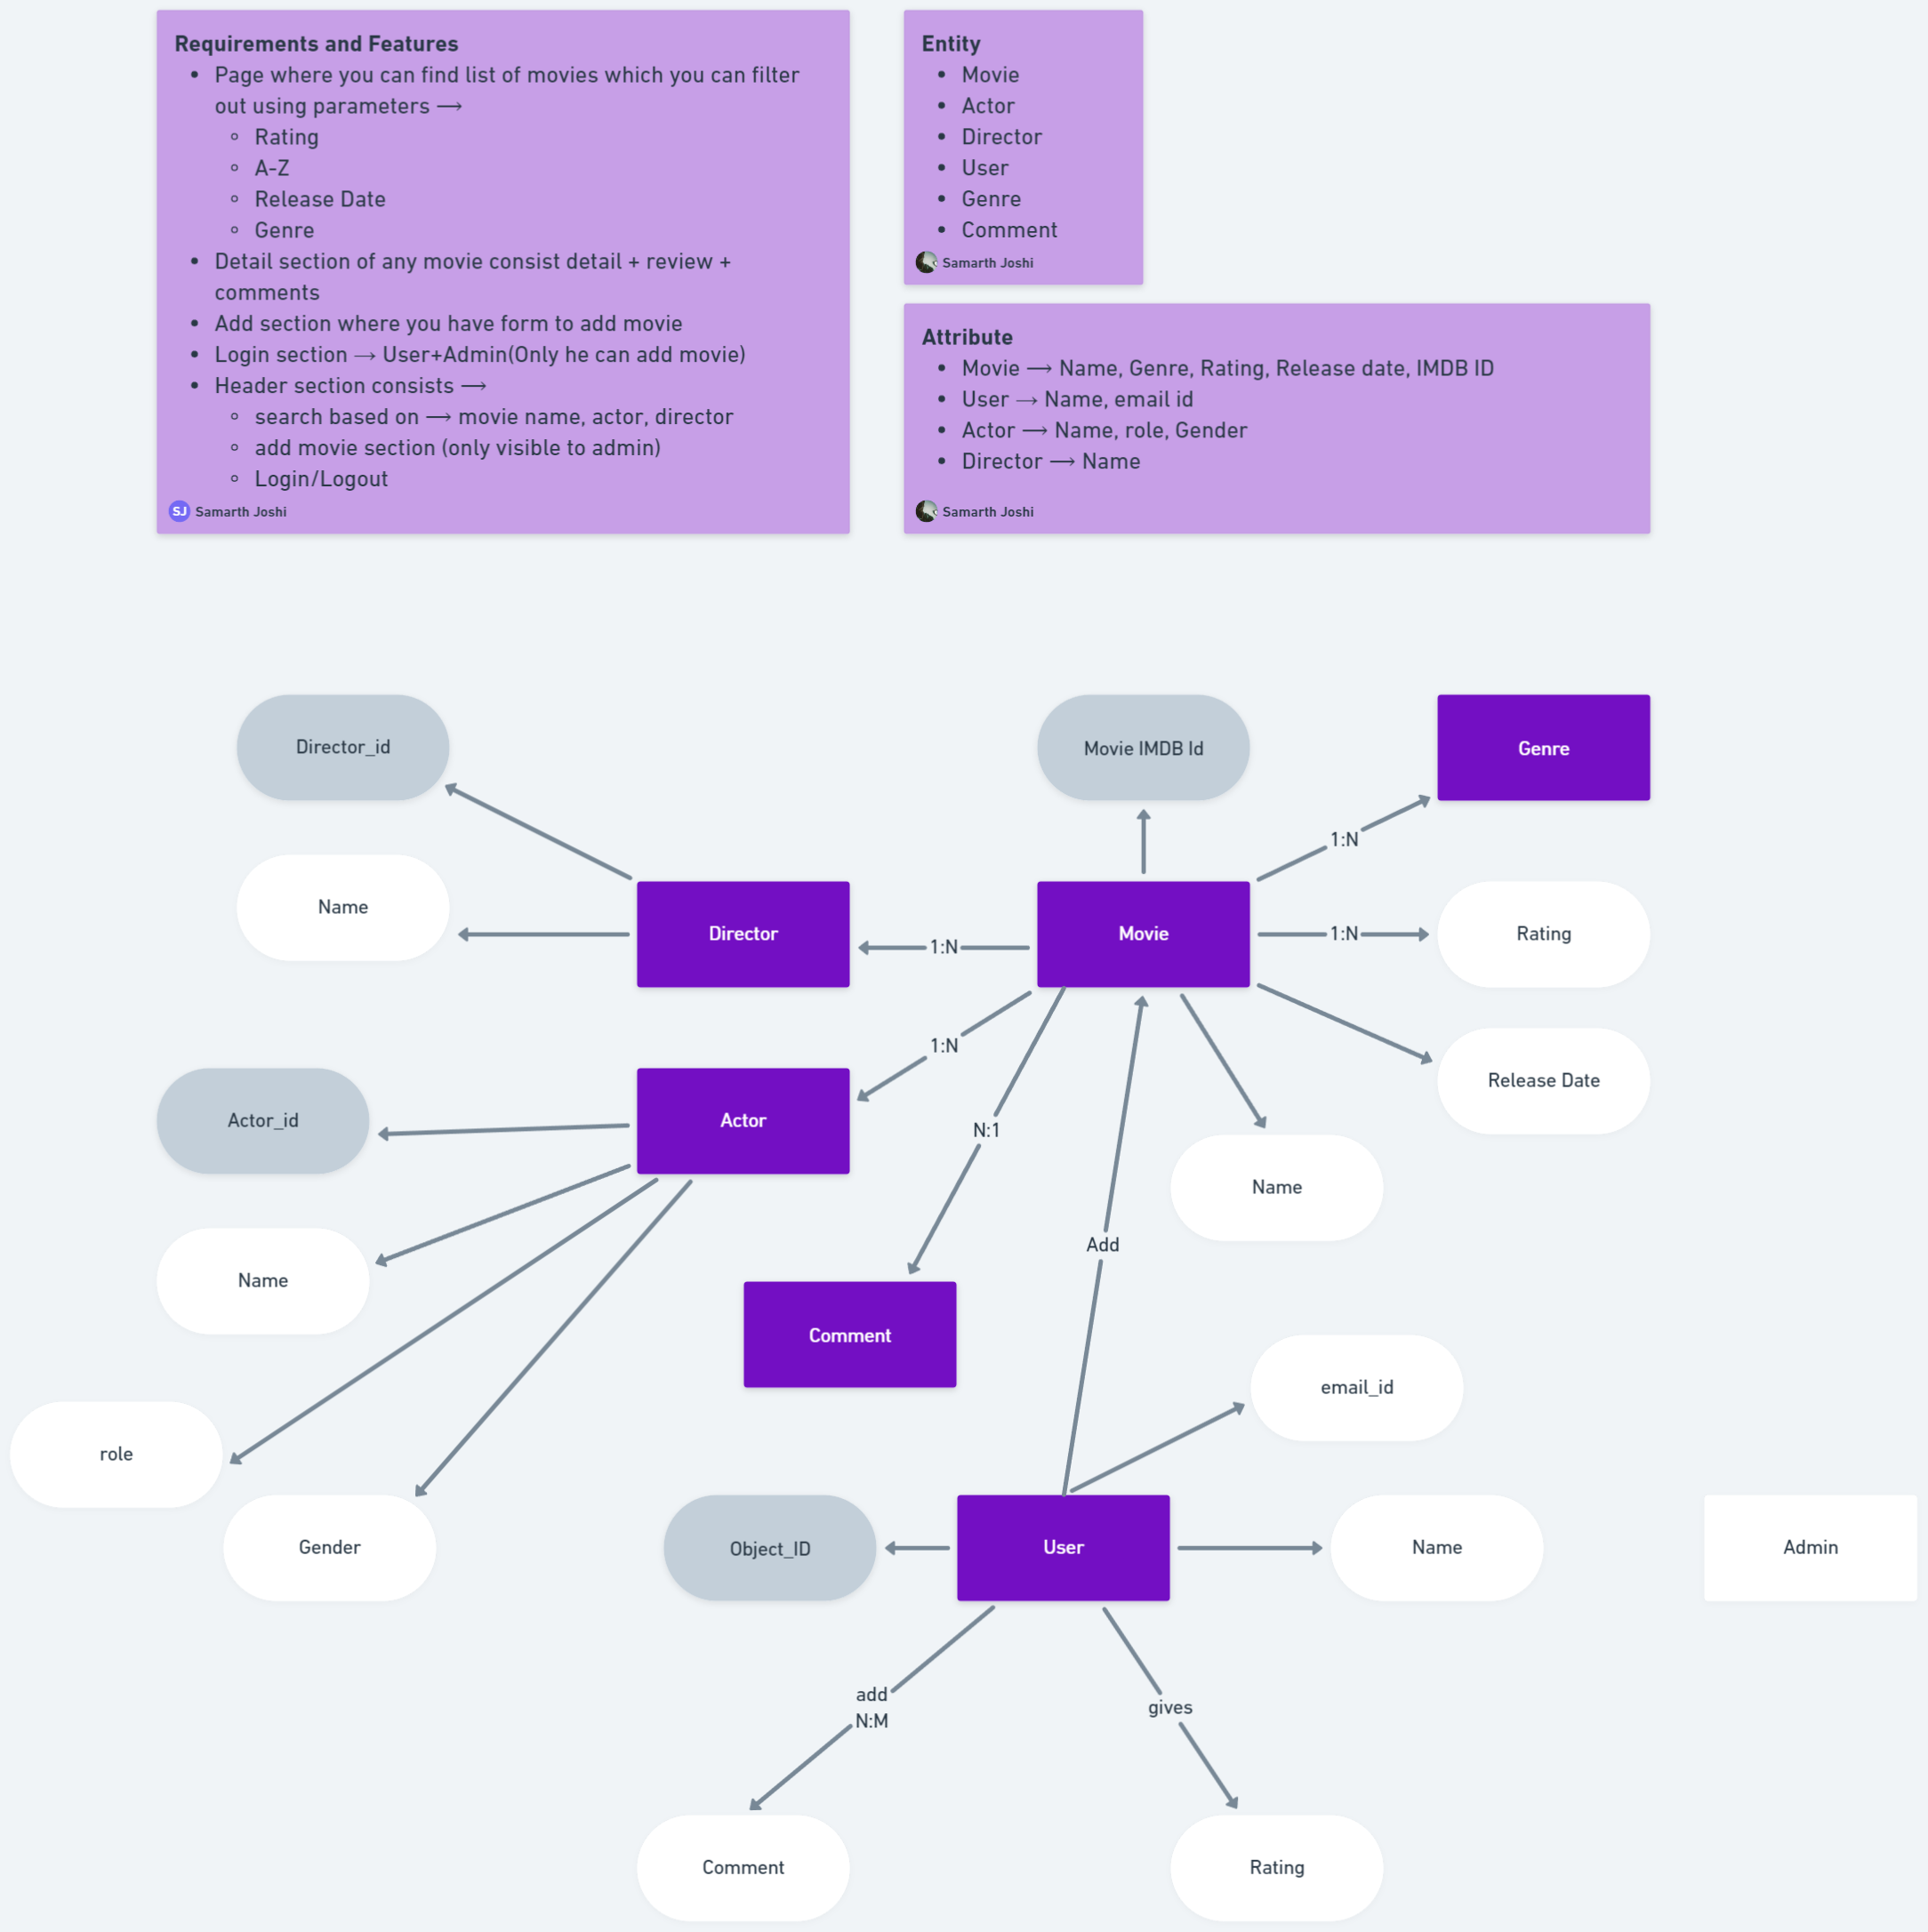 Requirements and Features
• Page where you can find list of movies which you can filter
out using parameters →
◦ Rating
◦ A-Z
◦ Release Date
◦ Genre
• Detail section of any movie consist detail + review +
comments
• Add section where you have form to add movie
• Login section → User+Admin(Only he can add movie)
• Header section consists →
◦ search based on → movie name, actor, director
◦ add movie section (only visible to admin)
◦ Login/Logout
SJ Samarth Joshi
Entity
• Movie
• Actor
• Director
• User
• Genre
• Comment
Samarth Joshi
Attribute
• Movie → Name, Genre, Rating, Release date, IMDB ID
• User → Name, email id
• Actor → Name, role, Gender
• Director → Name
Samarth Joshi
Director_id
Movie IMDB Id
Genre
1:N
Name
Director
1:N
Movie
1:N
Rating
1:N
Release Date
Actor_id
Actor
N:1
Name
Add
Name
Comment
email_id
role
Gender
Object_ID
User
Name
Admin
add
N:M
gives
Comment
Rating